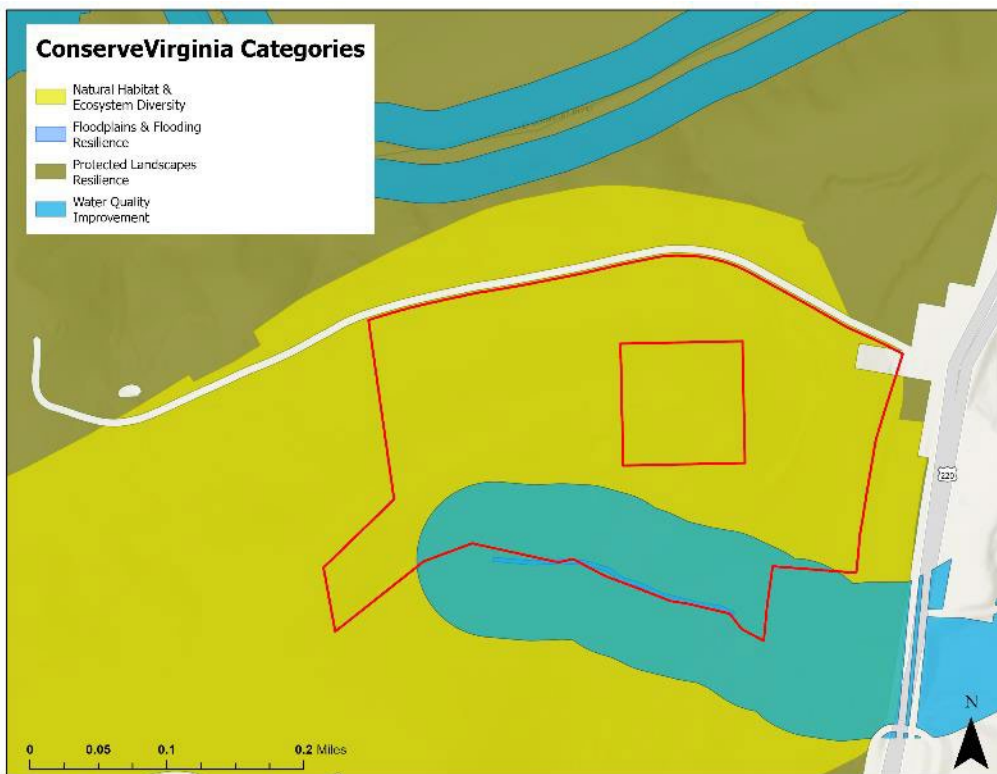 ConserveVirginia Categories
Natural Habitat &
Ecosystem Diversity
Floodplains & Flooding
Resilience
Protected Landscapes
Resilience
Water Quality
Improvement
220
0 0.05 0.1 0.2 Miles
N